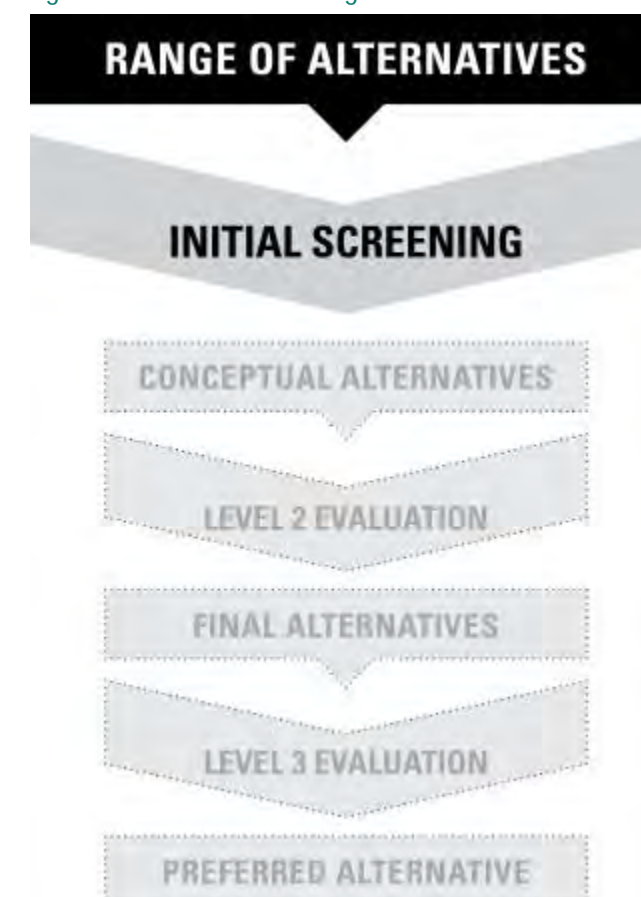 RANGE OF ALTERNATIVES
INITIAL SCREENING
CONCEPTUAL ALTERNATIVES
LEVEL 2 EVALUATION
FINAL ALTERNATIVES
LEVEL 3 EVALUATION
PREFERRED ALTERNATIVE